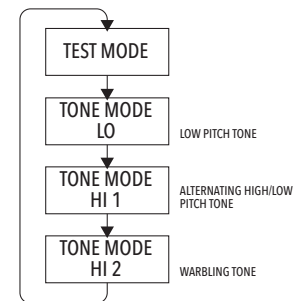 TEST MODE
TONE MODE
LO
LOW PITCH TONE
TONE MODE
HI 1
ALTERNATING HIGH/LOW
PITCH TONE
TONE MODE
HI 2
WARBLING TONE